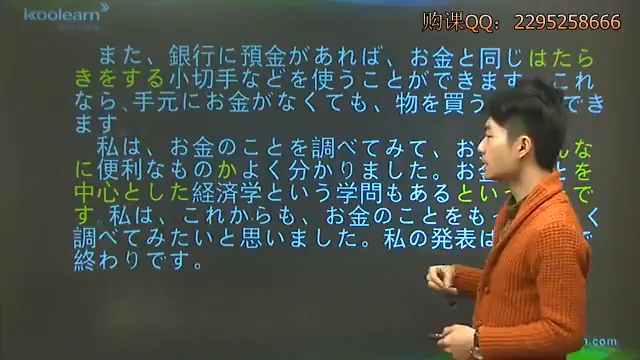 koolearn
购课QQ：2295258666
また、銀行に預金があれば、お金と同じはたら
きをする小切手などを使うことができます。これ
なら、手元にお金がなくても、物を買う でき
ます。
私は、お金のことを調べてみて、お んな
に便利なものかよく分かりました。お とを
中心とした経済学という学問もあるとい で
す。私は、これからも、お金のことをも く
調べてみたいと思いました。私の発表は で
終わりです。
.com